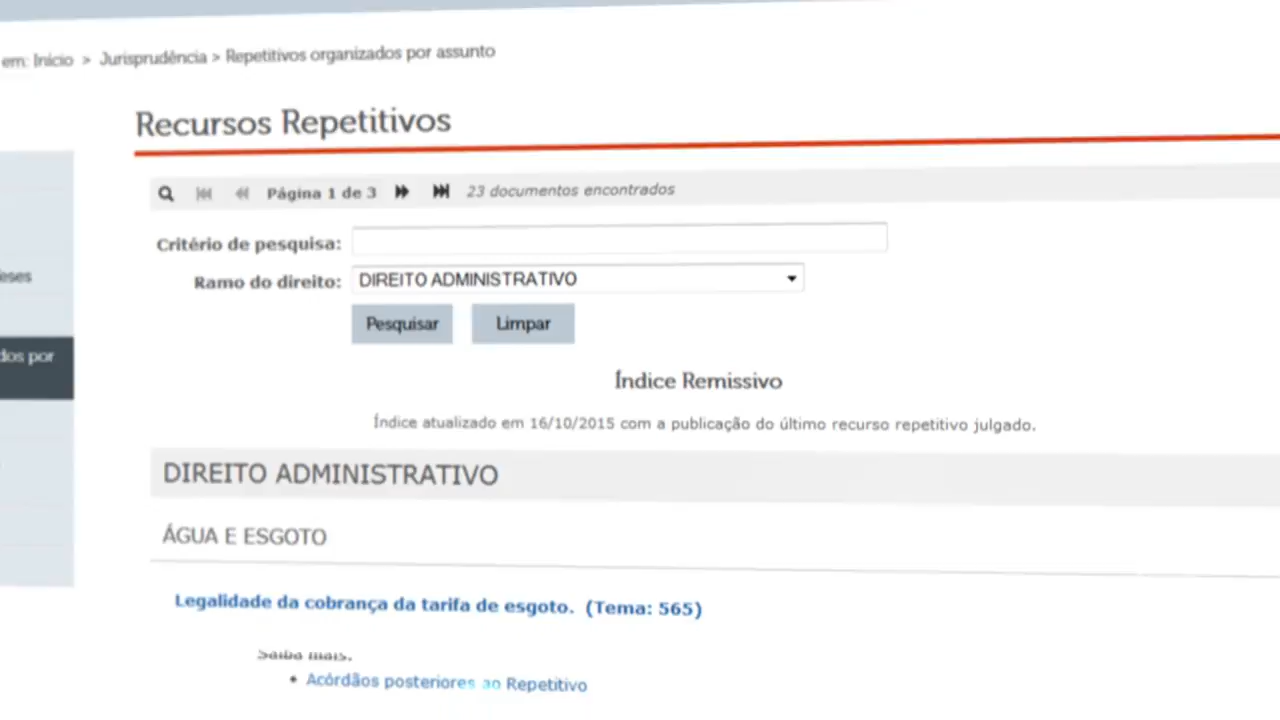 em: Início > Jurisprudência > Repetitivos organizados por assunto
Recursos Repetitivos
Página 1 de 3 23 documentos encontrados
Critério de pesquisa:
eses
Ramo do direito: DIREITO ADMINISTRATIVO
Pesquisar Limpar
dos por
Índice Remissivo
Índice atualizado em 16/10/2015 com a publicação do último recurso repetitivo julgado.
DIREITO ADMINISTRATIVO
ÁGUA E ESGOTO
Legalidade da cobrança da tarifa de esgoto. (Tema: 565)
Saiba mais.
• Acórdãos posteriores ao Repetitivo